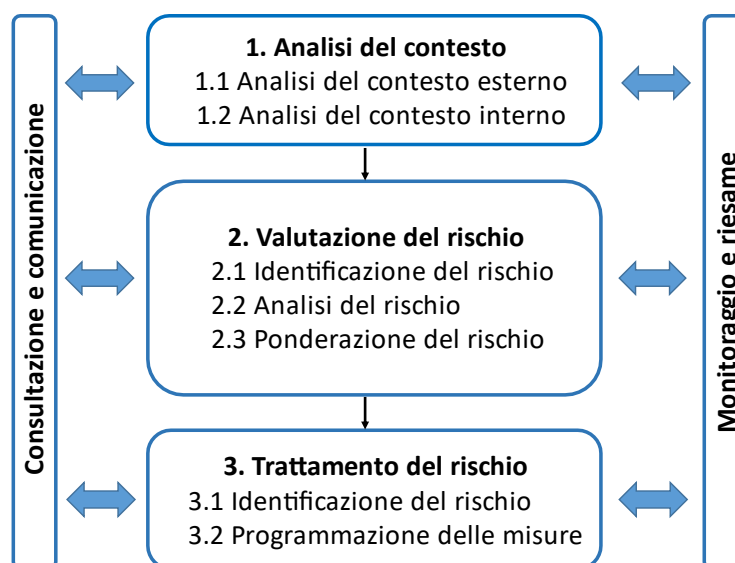 Consultazione e comunicazione
1. Analisi del contesto
1.1 Analisi del contesto esterno
1.2 Analisi del contesto interno
2. Valutazione del rischio
2.1 Identificazione del rischio
2.2 Analisi del rischio
2.3 Ponderazione del rischio
3. Trattamento del rischio
3.1 Identificazione del rischio
3.2 Programmazione delle misure
Monitoraggio e riesame